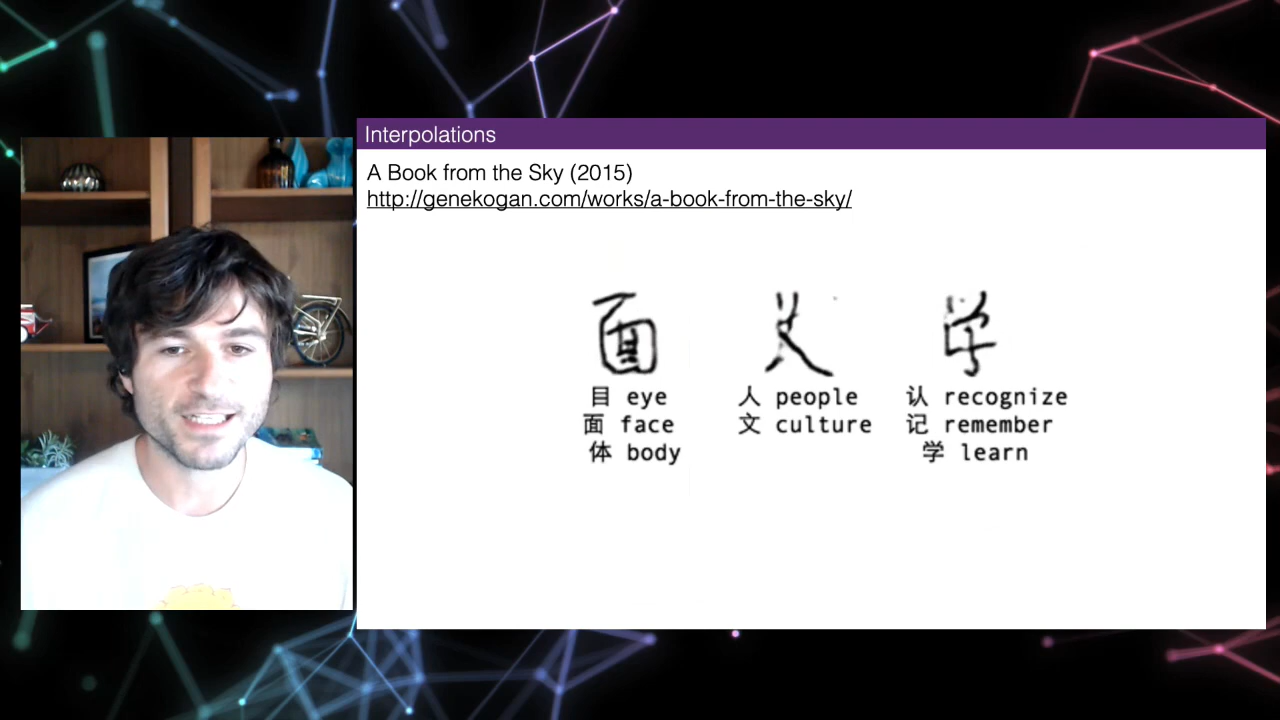 Interpolations
A Book from the Sky (2015)
http://genekogan.com/works/a-book-from-the-sky/
面
目 eye
面 face
体 body
人 people
文 culture
认 recognize
记 remember
学 learn